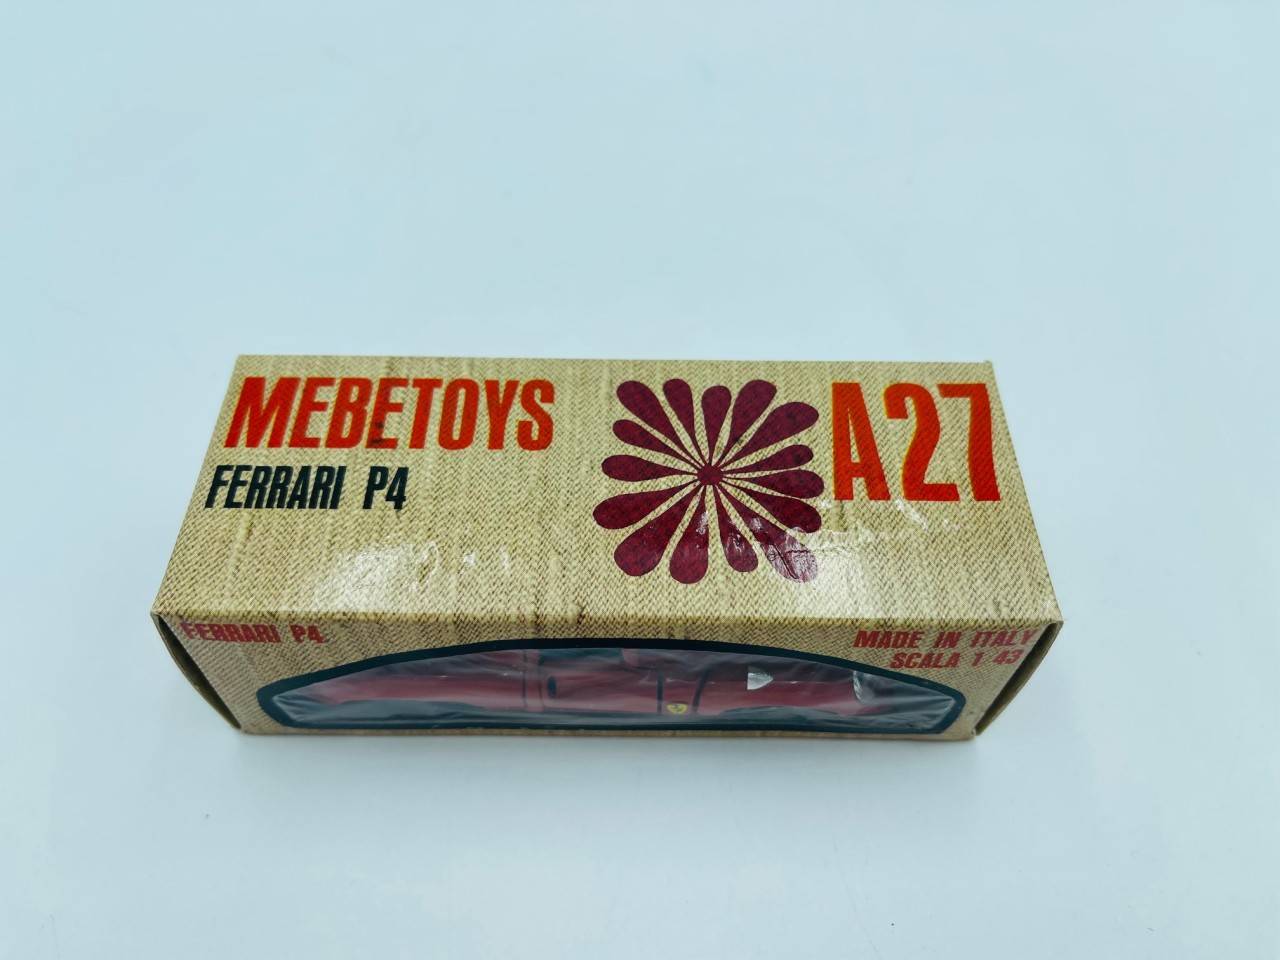 MEBETOYS
FERRARI P4
A27
FERRARI P4
MADE IN ITALY
SCALA 1 43